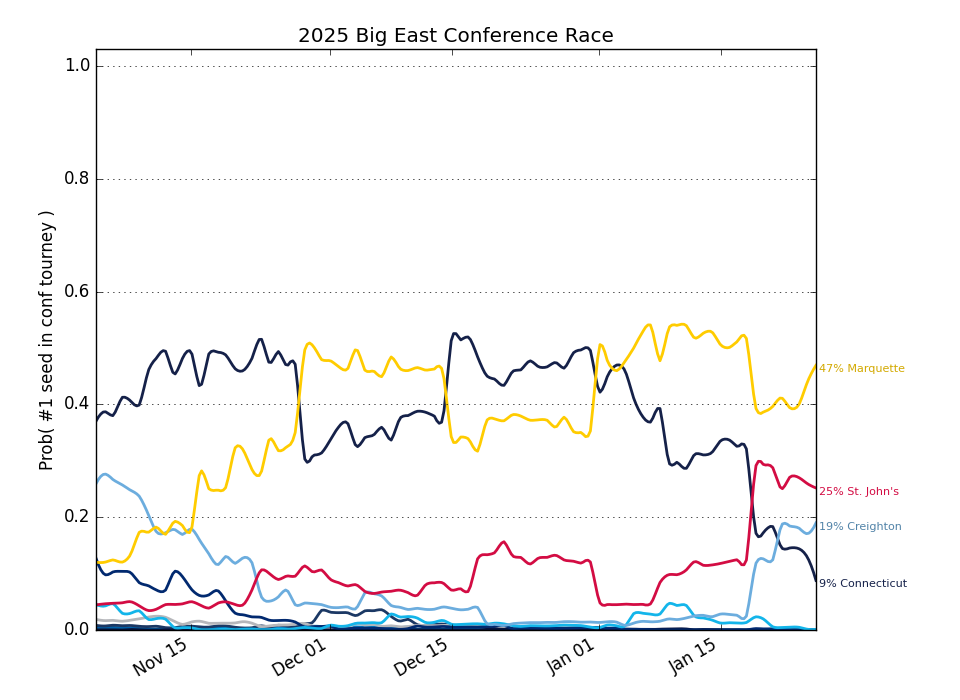 2025 Big East Conference Race
Prob( #1 seed in conf tourney )
1.0
0.8
0.6
0.4
0.2
0.0
47% Marquette
25% St. John's
19% Creighton
9% Connecticut
Nov 15
Dec 01
Dec 15
Jan 01
Jan 15